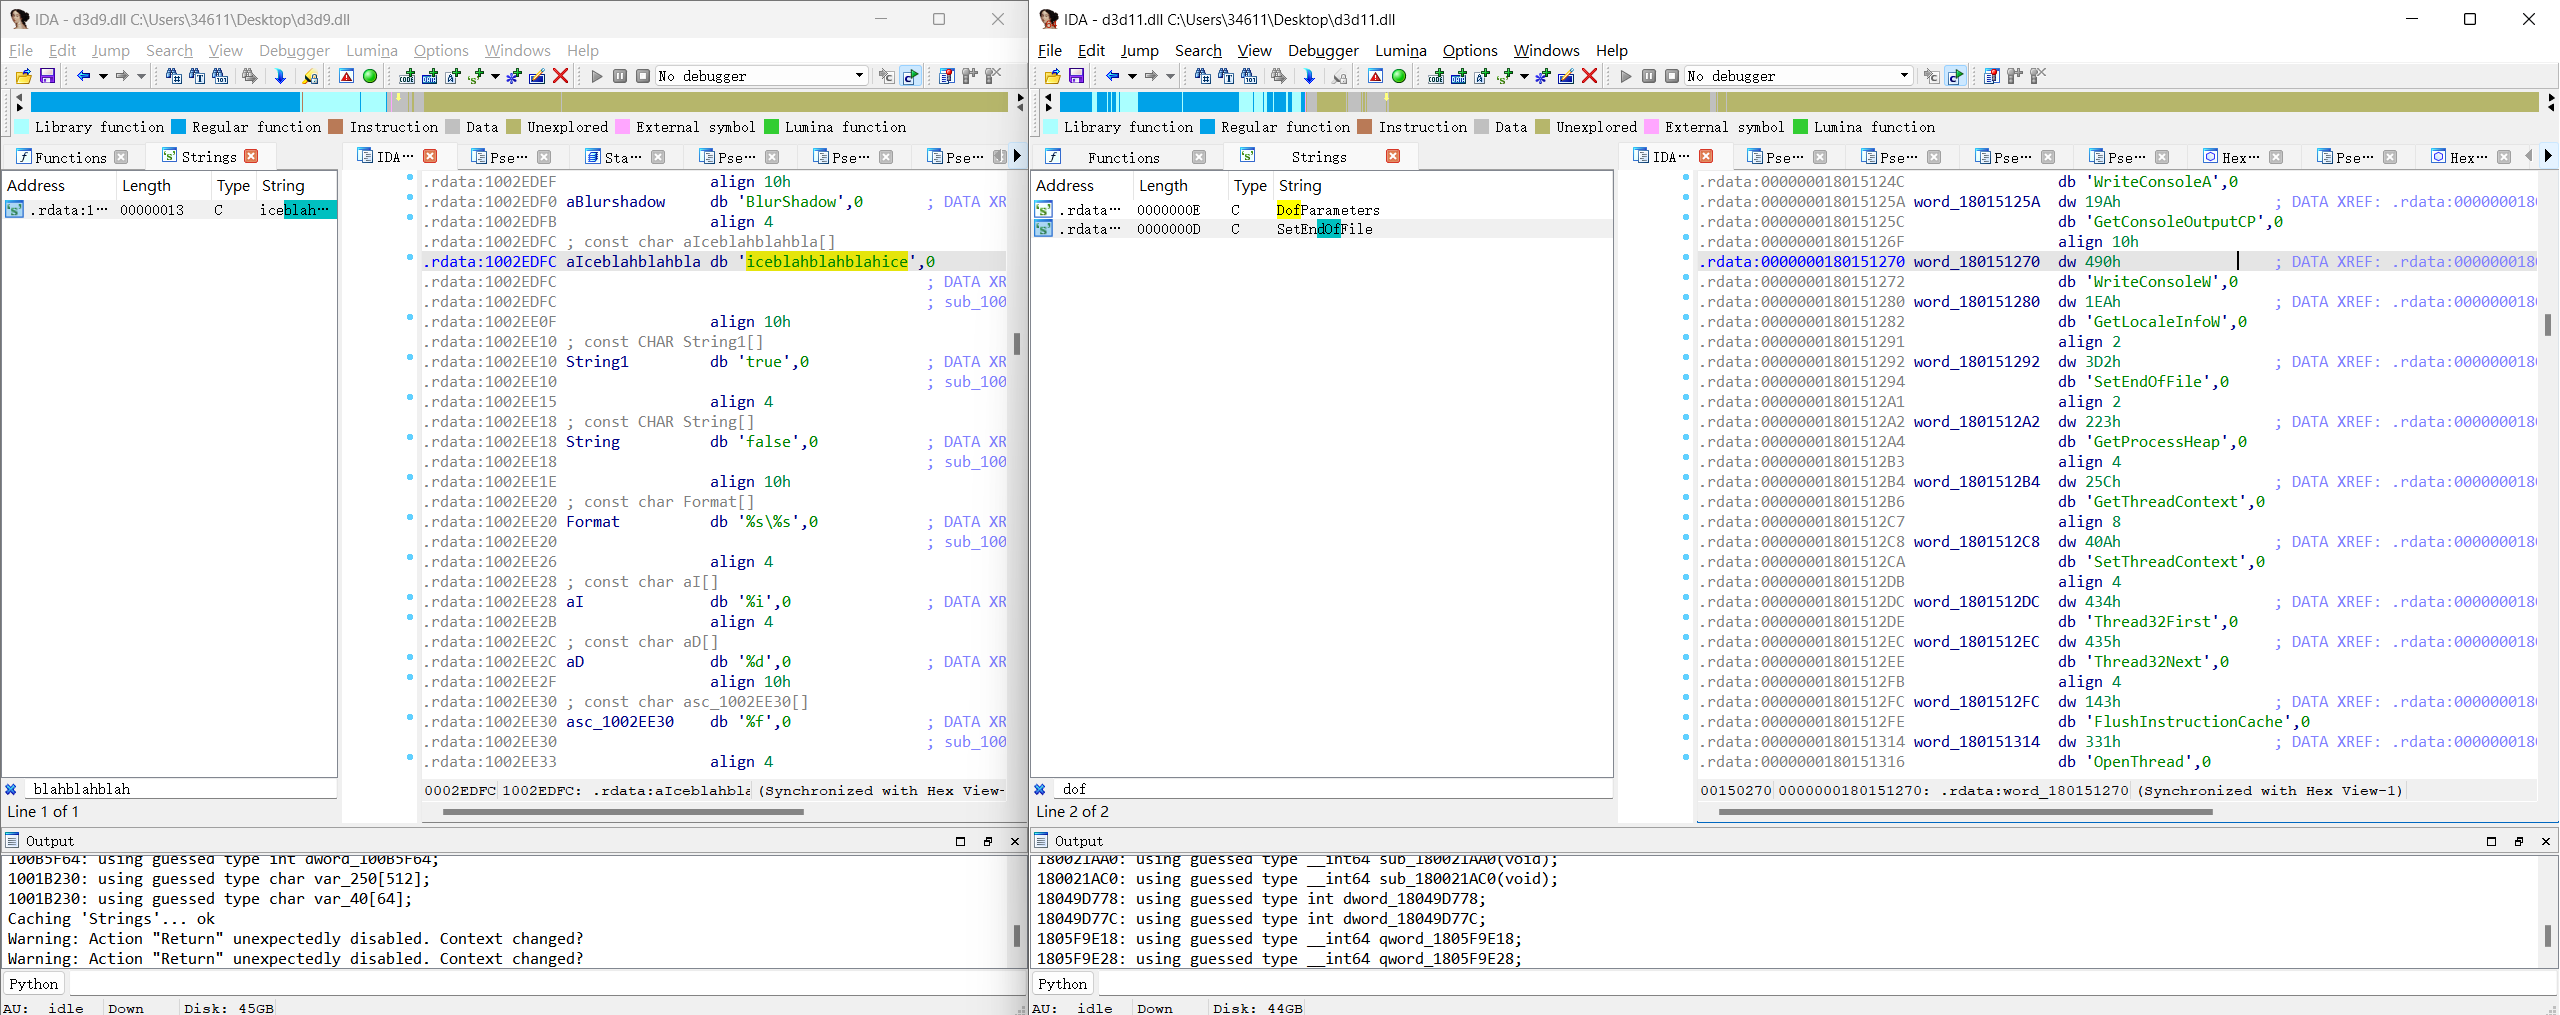 IDA - d3d9.dll C:\Users\34611\Desktop\d3d9.dll
File Edit Jump Search View Debugger Lumina Options Windows Help
No debugger
Library function Regular function Instruction Data Unexplored External symbol Lumina function
Functions Strings IDA··· Pse··· Sta··· Pse··· Pse··· Pse···
Address Length Type String
.rdata:1··· 00000013 C iceblah···
.rdata:1002EDEF align 10h
.rdata:1002EDF0 aBlurshadow db 'BlurShadow',0 ; DATA XR
.rdata:1002EDFB align 4
.rdata:1002EDFC ; const char aIceblahblahbla[]
.rdata:1002EDFC aIceblahblahbla db 'iceblahblahblahice',0
.rdata:1002EDFC ; DATA XR
.rdata:1002EDFC ; sub_100
.rdata:1002EE0F align 10h
.rdata:1002EE10 ; const CHAR String1[]
.rdata:1002EE10 String1 db 'true',0 ; DATA XR
.rdata:1002EE10 ; sub_100
.rdata:1002EE15 align 4
.rdata:1002EE18 ; const CHAR String[]
.rdata:1002EE18 String db 'false',0 ; DATA XR
.rdata:1002EE18 ; sub_100
.rdata:1002EE1E align 10h
.rdata:1002EE20 ; const char Format[]
.rdata:1002EE20 Format db '%s\%s',0 ; DATA XR
.rdata:1002EE20 ; sub_100
.rdata:1002EE26 align 4
.rdata:1002EE28 ; const char aI[]
.rdata:1002EE28 aI db '%i',0 ; DATA XR
.rdata:1002EE2B align 4
.rdata:1002EE2C ; const char aD[]
.rdata:1002EE2C aD db '%d',0 ; DATA XR
.rdata:1002EE2F align 10h
.rdata:1002EE30 ; const char asc_1002EE30[]
.rdata:1002EE30 asc_1002EE30 db '%f',0 ; DATA XR
.rdata:1002EE30 ; sub_100
.rdata:1002EE33 align 4
blahblahblah
Line 1 of 1
0002EDFC 1002EDFC: .rdata:aIceblahbla (Synchronized with Hex View-
Output
100B5F64: using guessed type int dword_100B5F64;
1001B230: using guessed type char var_250[512];
1001B230: using guessed type char var_40[64];
Caching 'Strings'... ok
Warning: Action "Return" unexpectedly disabled. Context changed?
Warning: Action "Return" unexpectedly disabled. Context changed?
Python
AU: idle Down Disk: 45GB
IDA - d3d11.dll C:\Users\34611\Desktop\d3d11.dll
File Edit Jump Search View Debugger Lumina Options Windows Help
No debugger
Library function Regular function Instruction Data Unexplored External symbol Lumina function
Functions Strings IDA··· Pse··· Pse··· Pse··· Pse··· Hex··· Pse··· Hex···
Address Length Type String
.rdata··· 0000000E C DofParameters
.rdata··· 0000000D C SetEndOfFile
.rdata:000000018015124C db 'WriteConsoleA',0
.rdata:000000018015125A word_18015125A dw 19Ah ; DATA XREF: .rdata:000000018
.rdata:000000018015125C db 'GetConsoleOutputCP',0
.rdata:000000018015126F align 10h
.rdata:0000000180151270 word_180151270 dw 490h ; DATA XREF: .rdata:000000018
.rdata:0000000180151272 db 'WriteConsoleW',0
.rdata:0000000180151280 word_180151280 dw 1EAh ; DATA XREF: .rdata:000000018
.rdata:0000000180151282 db 'GetLocaleInfoW',0
.rdata:0000000180151291 align 2
.rdata:0000000180151292 word_180151292 dw 3D2h ; DATA XREF: .rdata:000000018
.rdata:0000000180151294 db 'SetEndOfFile',0
.rdata:00000001801512A1 align 2
.rdata:00000001801512A2 word_1801512A2 dw 223h ; DATA XREF: .rdata:000000018
.rdata:00000001801512A4 db 'GetProcessHeap',0
.rdata:00000001801512B3 align 4
.rdata:00000001801512B4 word_1801512B4 dw 25Ch ; DATA XREF: .rdata:000000018
.rdata:00000001801512B6 db 'GetThreadContext',0
.rdata:00000001801512C7 align 8
.rdata:00000001801512C8 word_1801512C8 dw 40Ah ; DATA XREF: .rdata:000000018
.rdata:00000001801512CA db 'SetThreadContext',0
.rdata:00000001801512DB align 4
.rdata:00000001801512DC word_1801512DC dw 434h ; DATA XREF: .rdata:000000018
.rdata:00000001801512DE db 'Thread32First',0
.rdata:00000001801512EC word_1801512EC dw 435h ; DATA XREF: .rdata:000000018
.rdata:00000001801512EE db 'Thread32Next',0
.rdata:00000001801512FB align 4
.rdata:00000001801512FC word_1801512FC dw 143h ; DATA XREF: .rdata:000000018
.rdata:00000001801512FE db 'FlushInstructionCache',0
.rdata:0000000180151314 word_180151314 dw 331h ; DATA XREF: .rdata:000000018
.rdata:0000000180151316 db 'OpenThread',0
dof
Line 2 of 2
00150270 0000000180151270: .rdata:word_180151270 (Synchronized with Hex View-1)
Output
180021AA0: using guessed type __int64 sub_180021AA0(void);
180021AC0: using guessed type __int64 sub_180021AC0(void);
18049D778: using guessed type int dword_18049D778;
18049D77C: using guessed type int dword_18049D77C;
1805F9E18: using guessed type __int64 qword_1805F9E18;
1805F9E28: using guessed type __int64 qword_1805F9E28;
Python
AU: idle Down Disk: 44GB